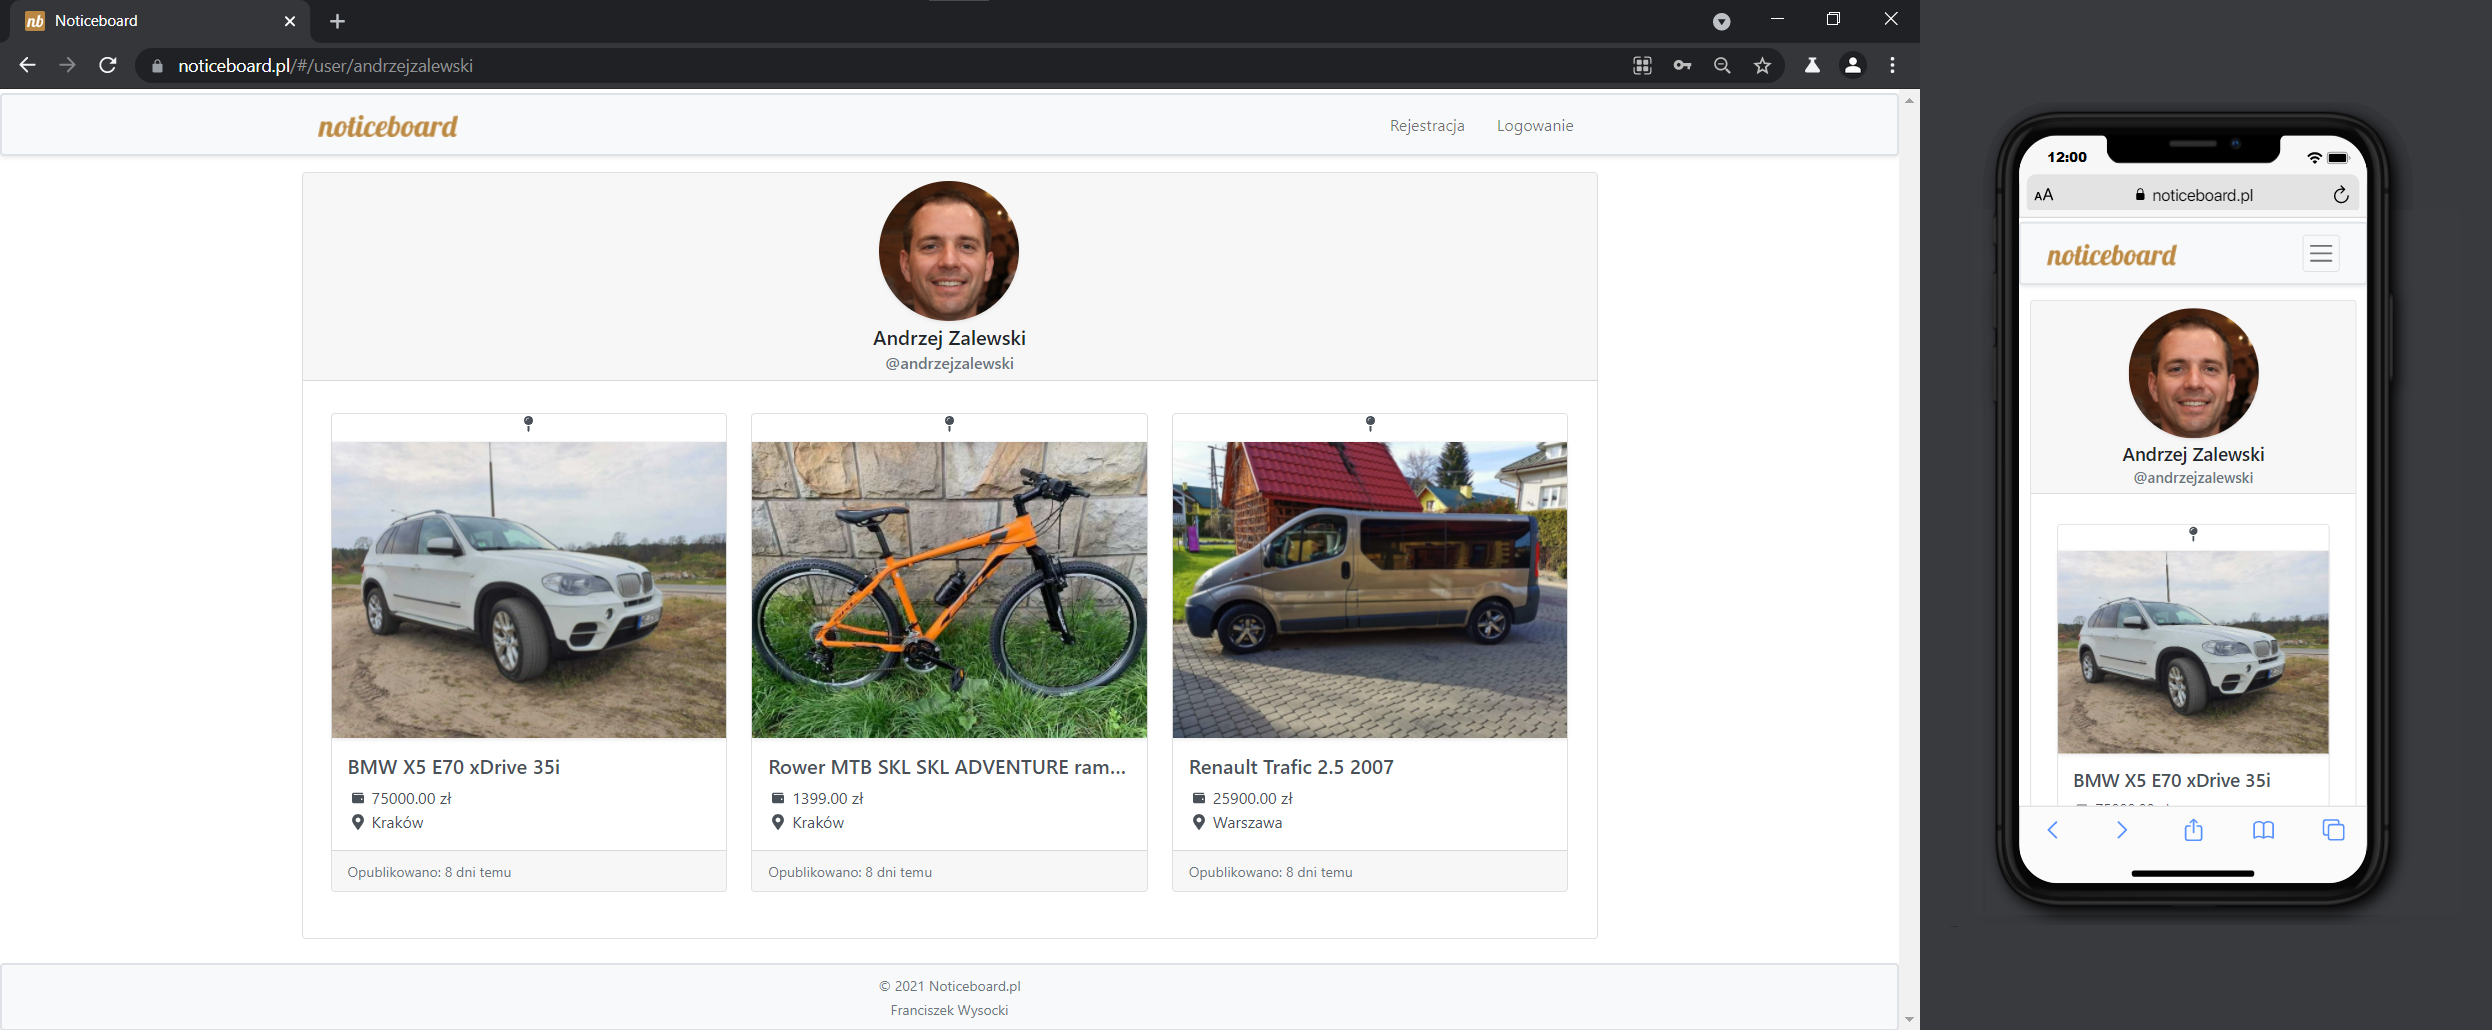 nb Noticeboard
noticeboard.pl/#/user/andrzejzalewski
noticeboard
Rejestracja Logowanie
Andrzej Zalewski
@andrzejzalewski
BMW X5 E70 xDrive 35i
75000.00 zł
Kraków
Opublikowano: 8 dni temu
Rower MTB SKL SKL ADVENTURE ram...
1399.00 zł
Kraków
Opublikowano: 8 dni temu
Renault Trafic 2.5 2007
25900.00 zł
Warszawa
Opublikowano: 8 dni temu
© 2021 Noticeboard.pl
Franciszek Wysocki
12:00
AA noticeboard.pl
noticeboard
Andrzej Zalewski
@andrzejzalewski
BMW X5 E70 xDrive 35i